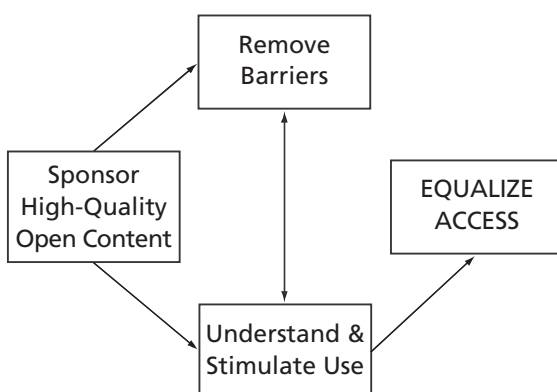 Remove
Barriers
Sponsor
High-Quality
Open Content
EQUALIZE
ACCESS
Understand &
Stimulate Use